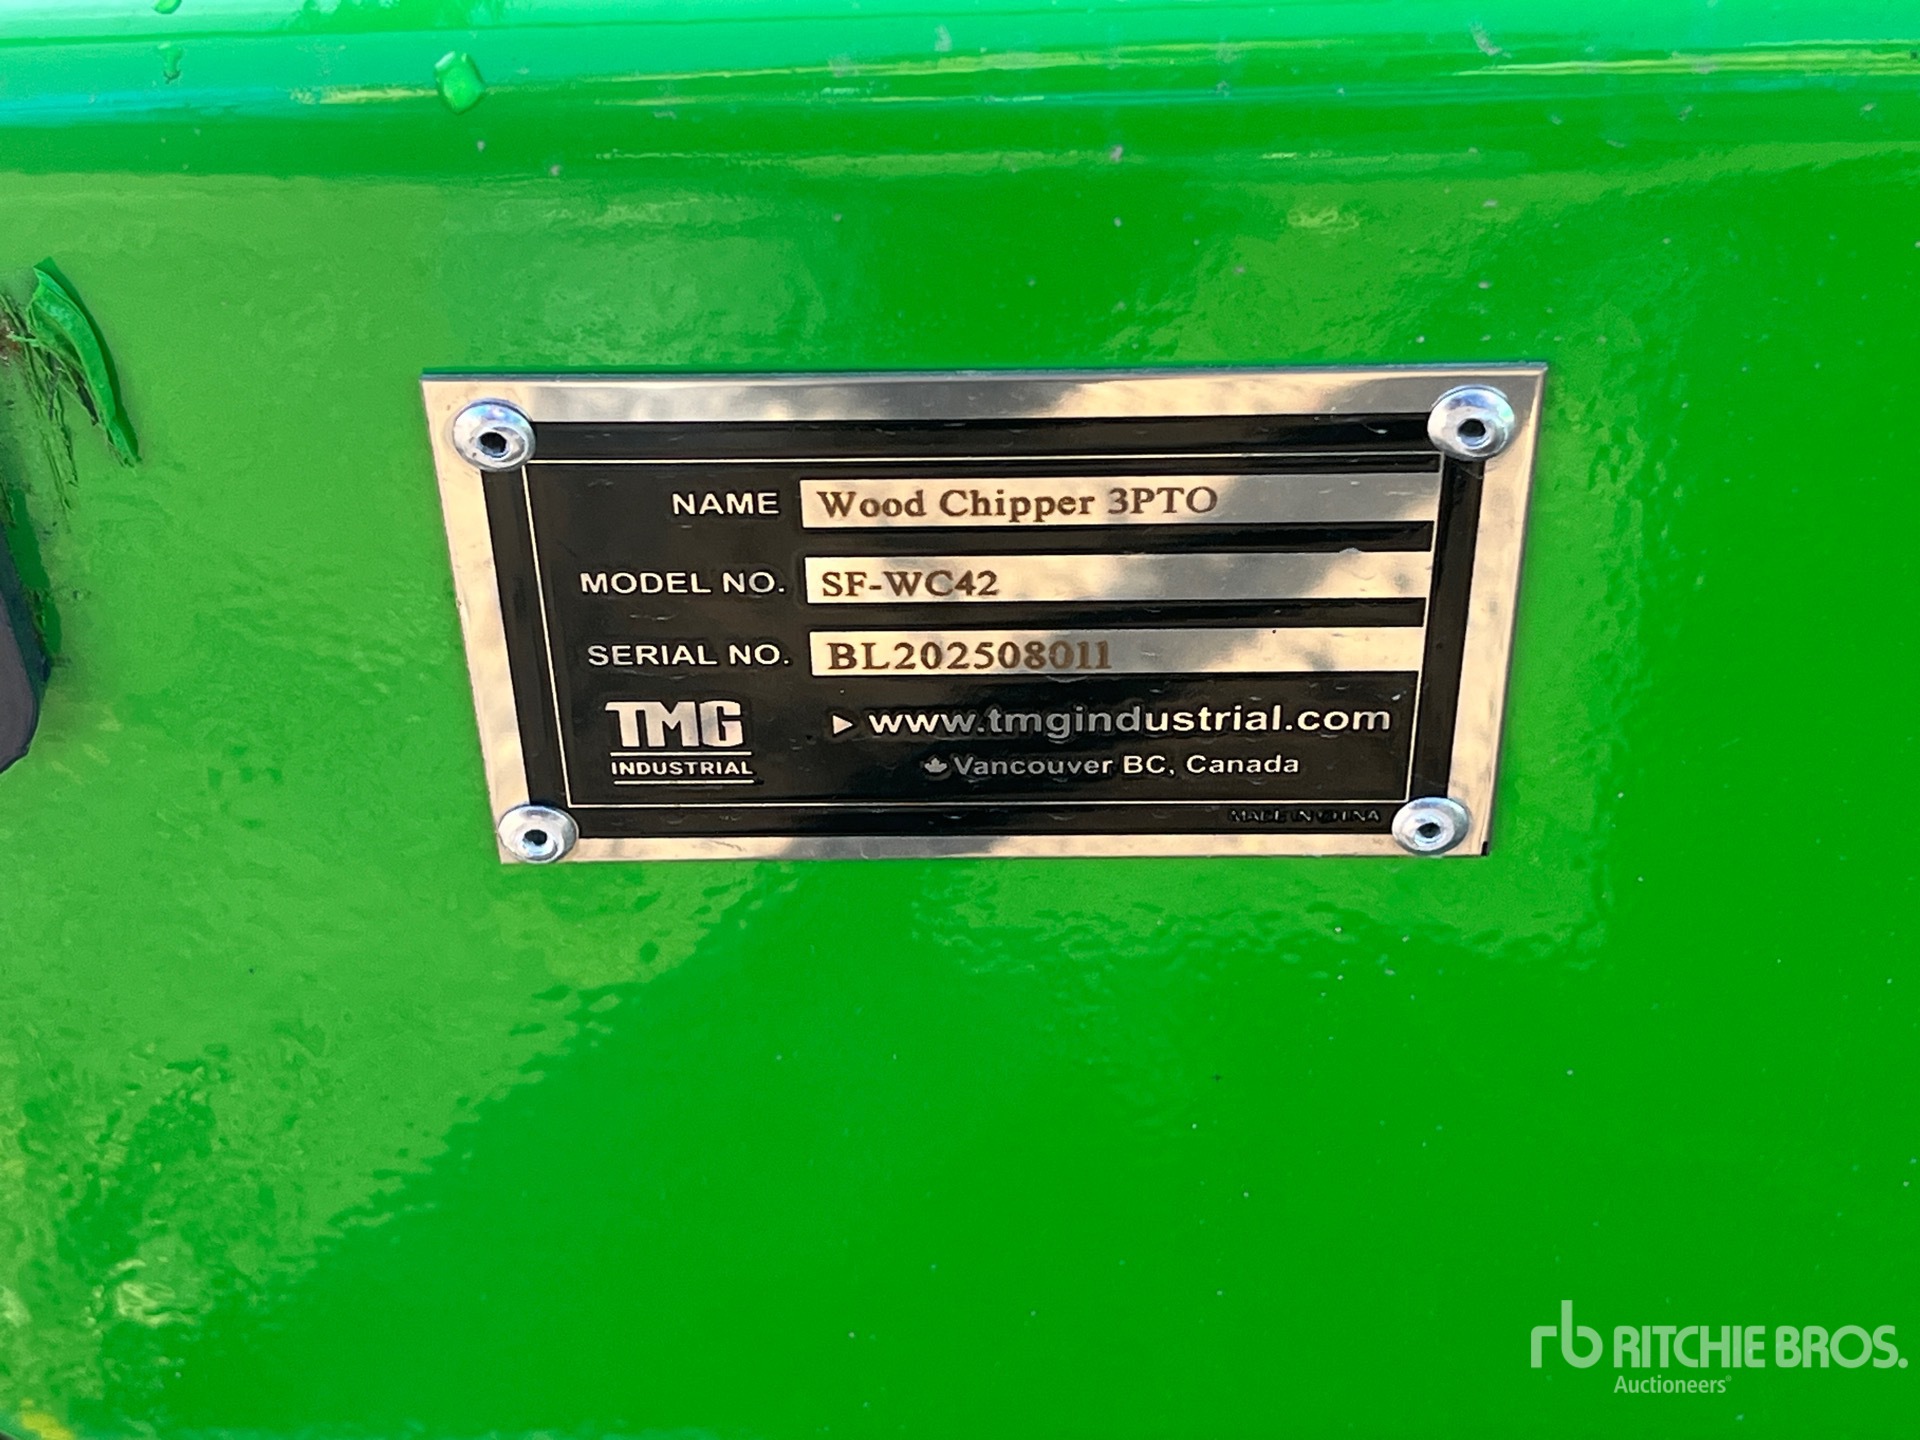 NAME Wood Chipper 3PTO
MODEL NO. SF-WC42
SERIAL NO. BL202508011
TMG
INDUSTRIAL
www.tmgindustrial.com
Vancouver BC, Canada
MADE IN CHINA
rb RITCHIE BROS.
Auctioneers